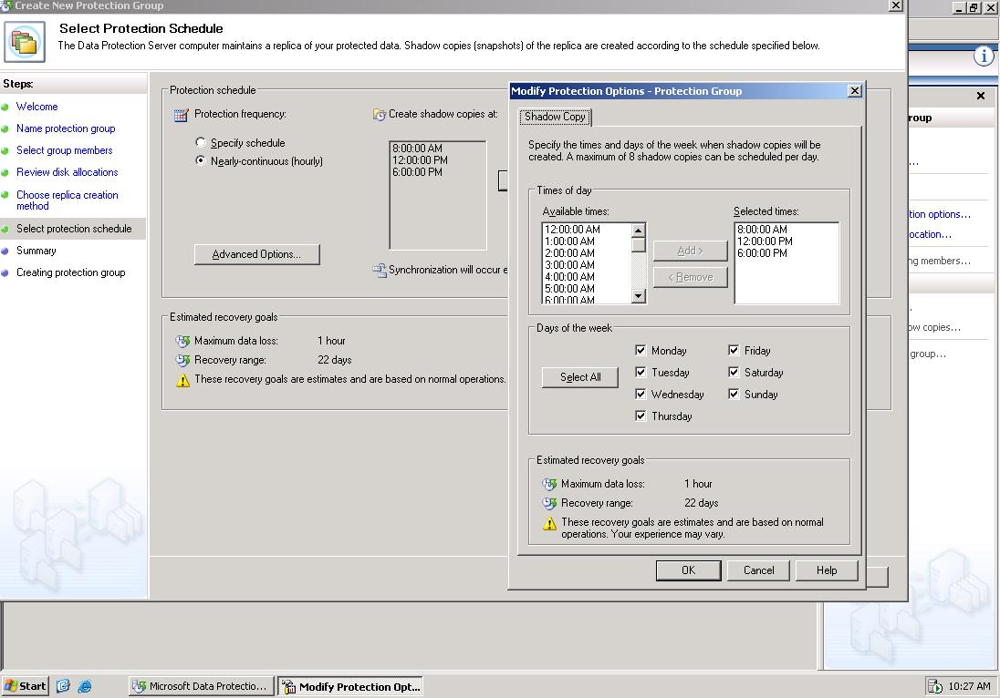 Create New Protection Group
Select Protection Schedule
The Data Protection Server computer maintains a replica of your protected data. Shadow copies (snapshots) of the replica are created according to the schedule specified below.
Steps:
Welcome
Name protection group
Select group members
Review disk allocations
Choose replica creation
method
Select protection schedule
Summary
Creating protection group
Protection schedule
Protection frequency:
Specify schedule
Nearly-continuous (hourly)
Advanced Options...
Create shadow copies at:
8:00:00 AM
12:00:00 PM
6:00:00 PM
Synchronization will occur e
Estimated recovery goals
Maximum data loss: 1 hour
Recovery range: 22 days
These recovery goals are estimates and are based on normal operations.
Modify Protection Options - Protection Group
Shadow Copy
Specify the times and days of the week when shadow copies will be
created. A maximum of 8 shadow copies can be scheduled per day.
Times of day
Available times:
12:00:00 AM
1:00:00 AM
2:00:00 AM
3:00:00 AM
4:00:00 AM
5:00:00 AM
6:00:00 AM
Add >
< Remove
Selected times:
8:00:00 AM
12:00:00 PM
6:00:00 PM
Days of the week
Select All
Monday
Tuesday
Wednesday
Thursday
Friday
Saturday
Sunday
Estimated recovery goals
Maximum data loss: 1 hour
Recovery range: 22 days
These recovery goals are estimates and are based on normal
operations. Your experience may vary.
OK
Cancel
Help
roup
...
tion options...
ocation...
ng members...
ow copies...
group...
Start
Microsoft Data Protectio...
Modify Protection Opt...
10:27 AM